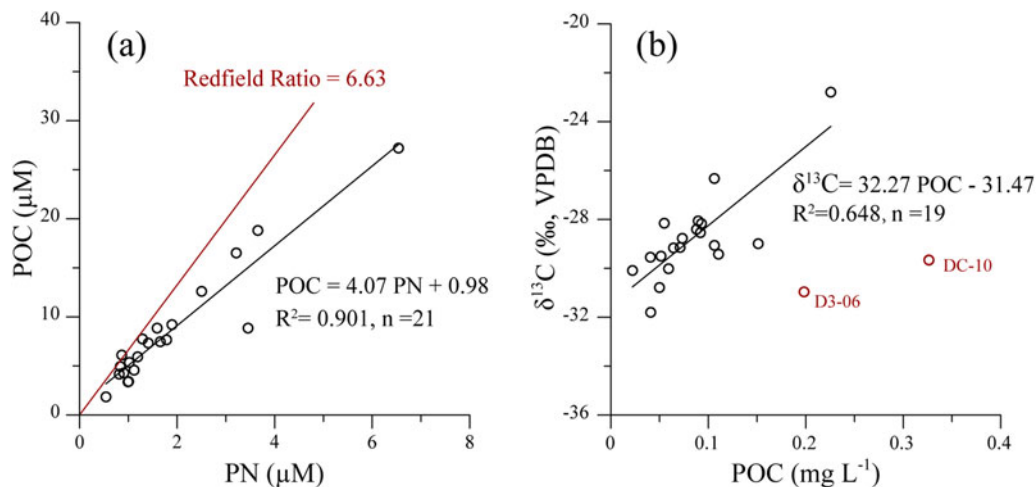 (a)
Redfield Ratio = 6.63
POC (µM)
40
30
20
10
0
POC = 4.07 PN + 0.98
R²= 0.901, n =21
0
2
4
6
8
PN (µM)
(b)
δ¹³C (‰, VPDB)
-20
-24
-28
-32
-36
δ¹³C= 32.27 POC - 31.47
R²=0.648, n =19
DC-10
D3-06
0
0.1
0.2
0.3
0.4
POC (mg L⁻¹)